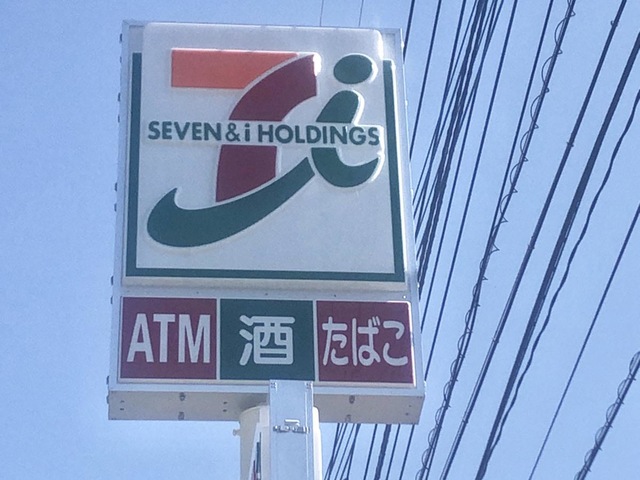 SEVEN & i HOLDINGS
ATM 酒 たばこ